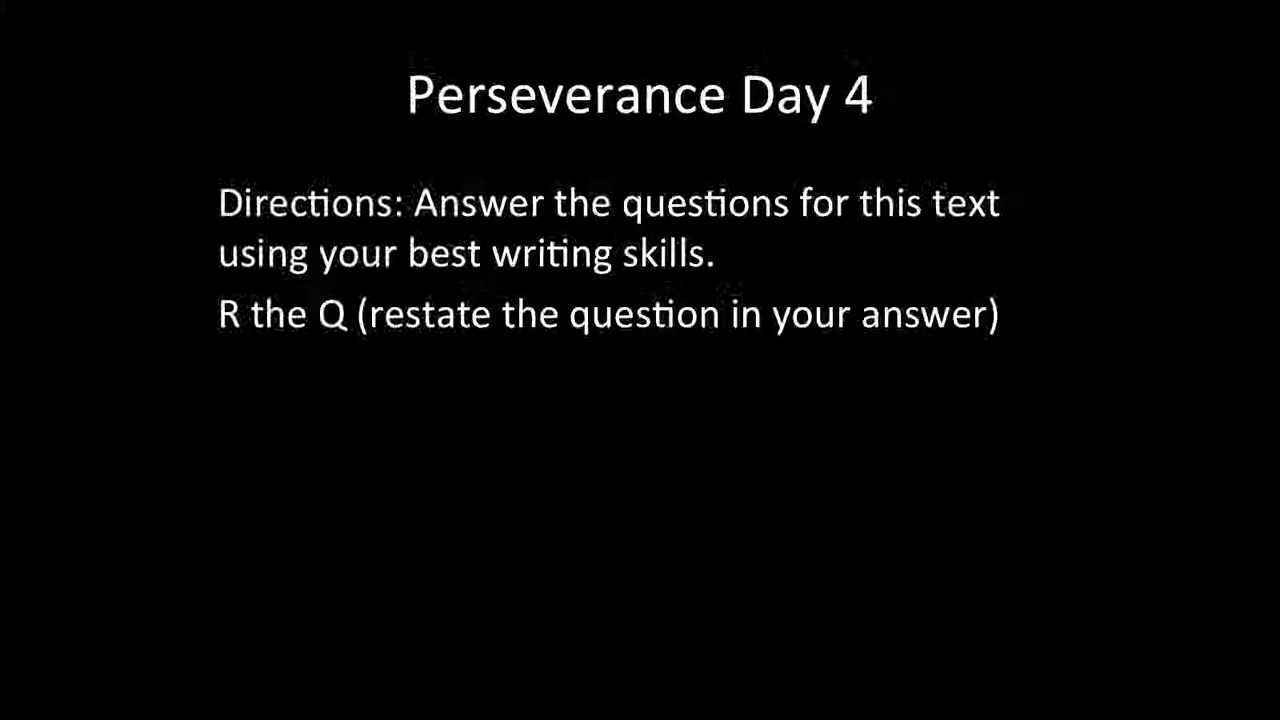 Perseverance Day 4
Directions: Answer the questions for this text
using your best writing skills.
R the Q (restate the question in your answer)